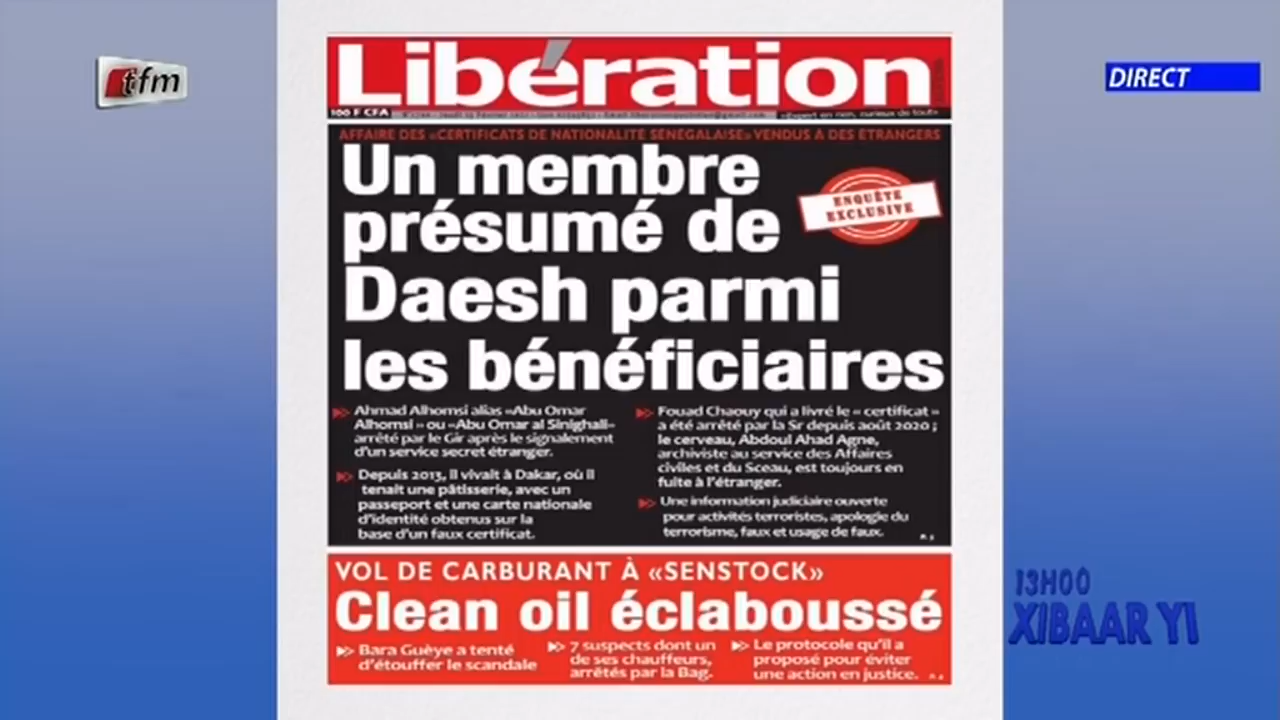 tfm
DIRECT
Libération
100 F CFA
AFFAIRE DES «CERTIFICATS DE NATIONALITÉ SÉNÉGALAISE» VENDUS À DES ÉTRANGERS
Un membre
présumé de
Daesh parmi
les bénéficiaires
ENQUÊTE
EXCLUSIVE
Ahmad Alhomsi alias «Abu Omar
Alhomsi » ou «Abu Omar al Sinighali»
arrêté par le Gir après le signalement
d'un service secret étranger.
Depuis 2013, il vivait à Dakar, où il
tenait une pâtisserie, avec un
passeport et une carte nationale
d'identité obtenus sur la
base d'un faux certificat.
Fouad Chaouy qui a livré le « certificat »
a été arrêté par la Sr depuis août 2020 ;
le cerveau, Abdoul Ahad Agne,
archiviste au service des Affaires
civiles et du Sceau, est toujours en
fuite à l'étranger.
Une information judiciaire ouverte
pour activités terroristes, apologie du
terrorisme, faux et usage de faux.
VOL DE CARBURANT À «SENSTOCK»
Clean oil éclaboussé
Bara Guèye a tenté
d'étouffer le scandale
7 suspects dont un
de ses chauffeurs,
arrêtés par la Bag.
Le protocole qu'il a
proposé pour éviter
une action en justice.
13H00
XIBAAR YI